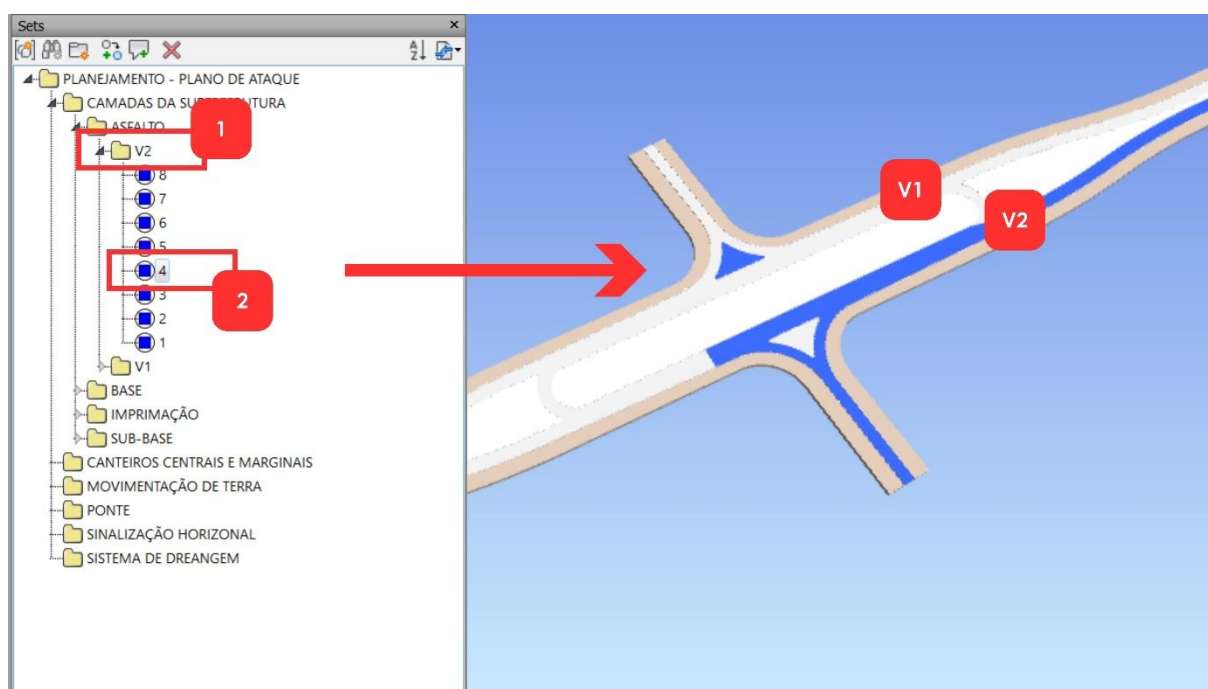 Sets
PLANEJAMENTO - PLANO DE ATAQUE
CAMADAS DA SUPERESTRUTURA
ASFALTO
1
V2
8
7
6
5
4
3
2
2
1
V1
BASE
IMPRIMAÇÃO
SUB-BASE
CANTEIROS CENTRAIS E MARGINAIS
MOVIMENTAÇÃO DE TERRA
PONTE
SINALIZAÇÃO HORIZONAL
SISTEMA DE DREANGEM
V1
V2